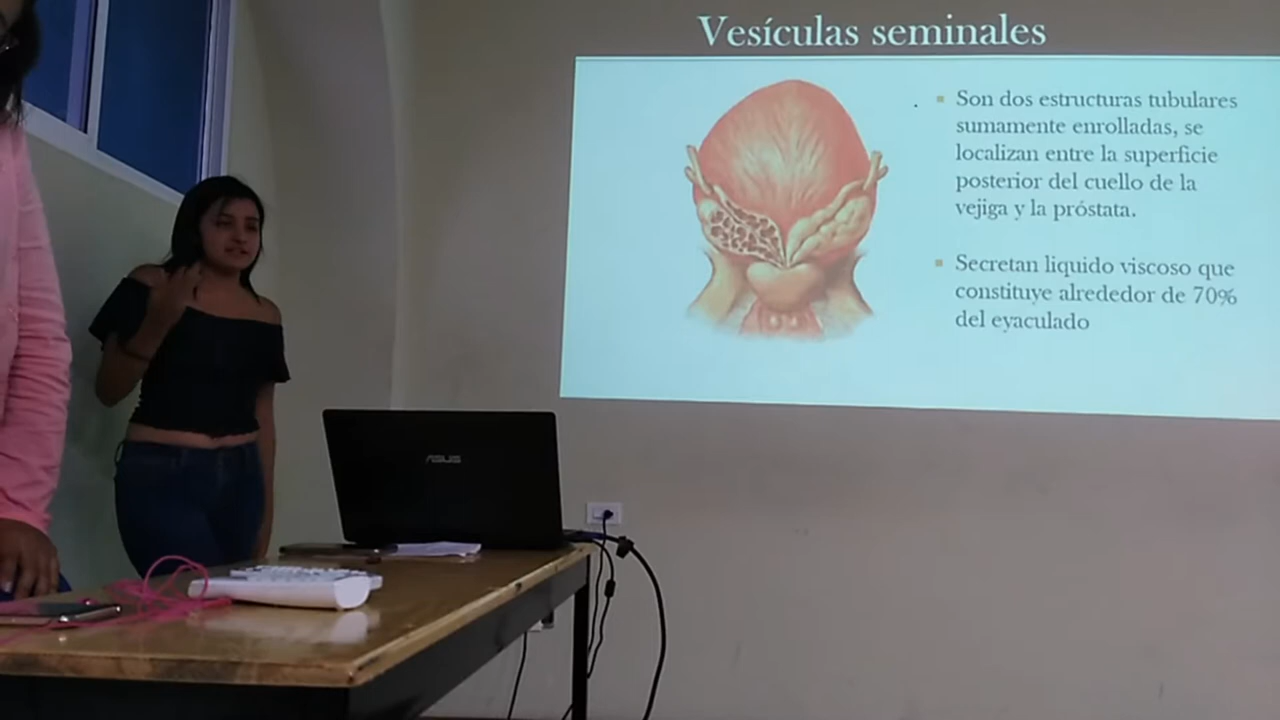 Vesículas seminales
Son dos estructuras tubulares
sumamente enrolladas, se
localizan entre la superficie
posterior del cuello de la
vejiga y la próstata.
Secretan liquido viscoso que
constituye alrededor de 70%
del eyaculado
ASUS